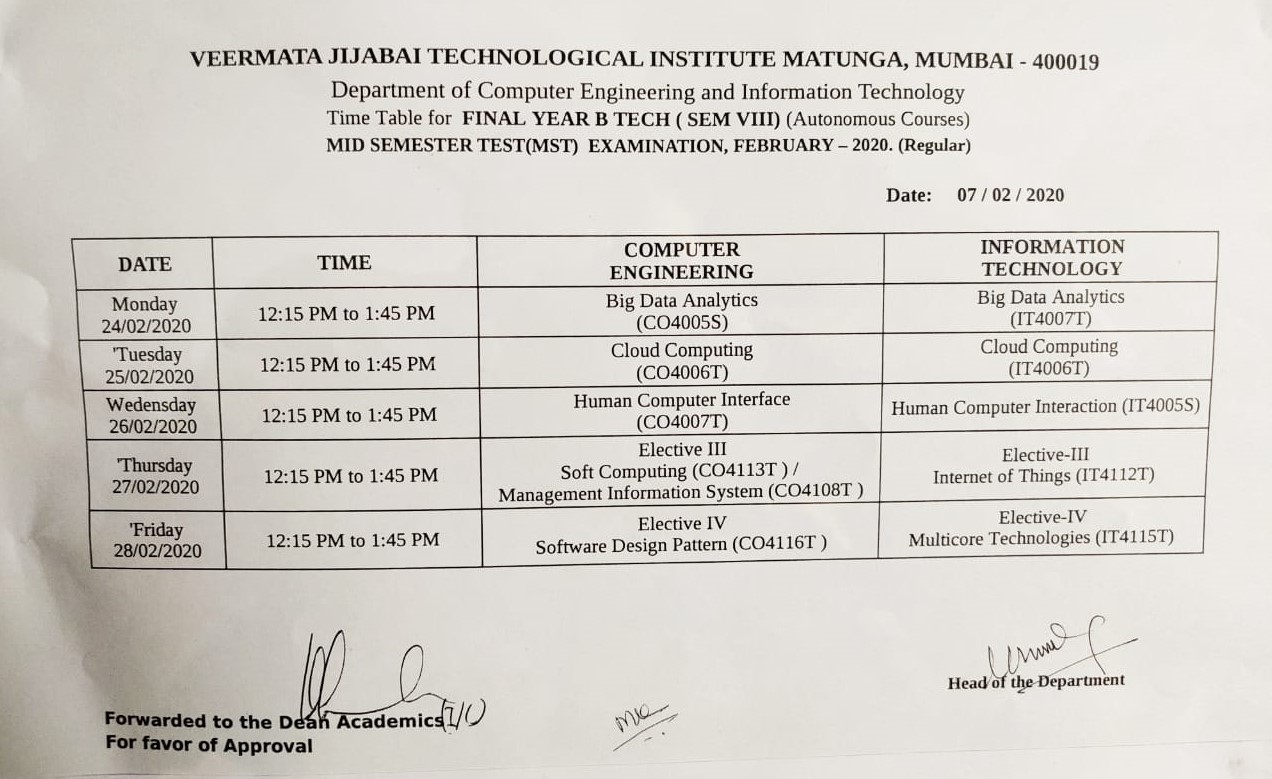 VEERMATA JIJABAI TECHNOLOGICAL INSTITUTE MATUNGA, MUMBAI - 400019
Department of Computer Engineering and Information Technology
Time Table for FINAL YEAR B TECH ( SEM VIII) (Autonomous Courses)
MID SEMESTER TEST(MST) EXAMINATION, FEBRUARY – 2020. (Regular)
Date: 07 / 02 / 2020
DATE
TIME
COMPUTER
ENGINEERING
INFORMATION
TECHNOLOGY
Monday
24/02/2020
12:15 PM to 1:45 PM
Big Data Analytics
(CO4005S)
Big Data Analytics
(IT4007T)
'Tuesday
25/02/2020
12:15 PM to 1:45 PM
Cloud Computing
(CO4006T)
Cloud Computing
(IT4006T)
Wedensday
26/02/2020
12:15 PM to 1:45 PM
Human Computer Interface
(CO4007T)
Human Computer Interaction (IT4005S)
'Thursday
27/02/2020
12:15 PM to 1:45 PM
Elective III
Soft Computing (CO4113T ) /
Management Information System (CO4108T )
Elective-III
Internet of Things (IT4112T)
'Friday
28/02/2020
12:15 PM to 1:45 PM
Elective IV
Software Design Pattern (CO4116T )
Elective-IV
Multicore Technologies (IT4115T)
Head of the Department
Forwarded to the Dean Academics
For favor of Approval